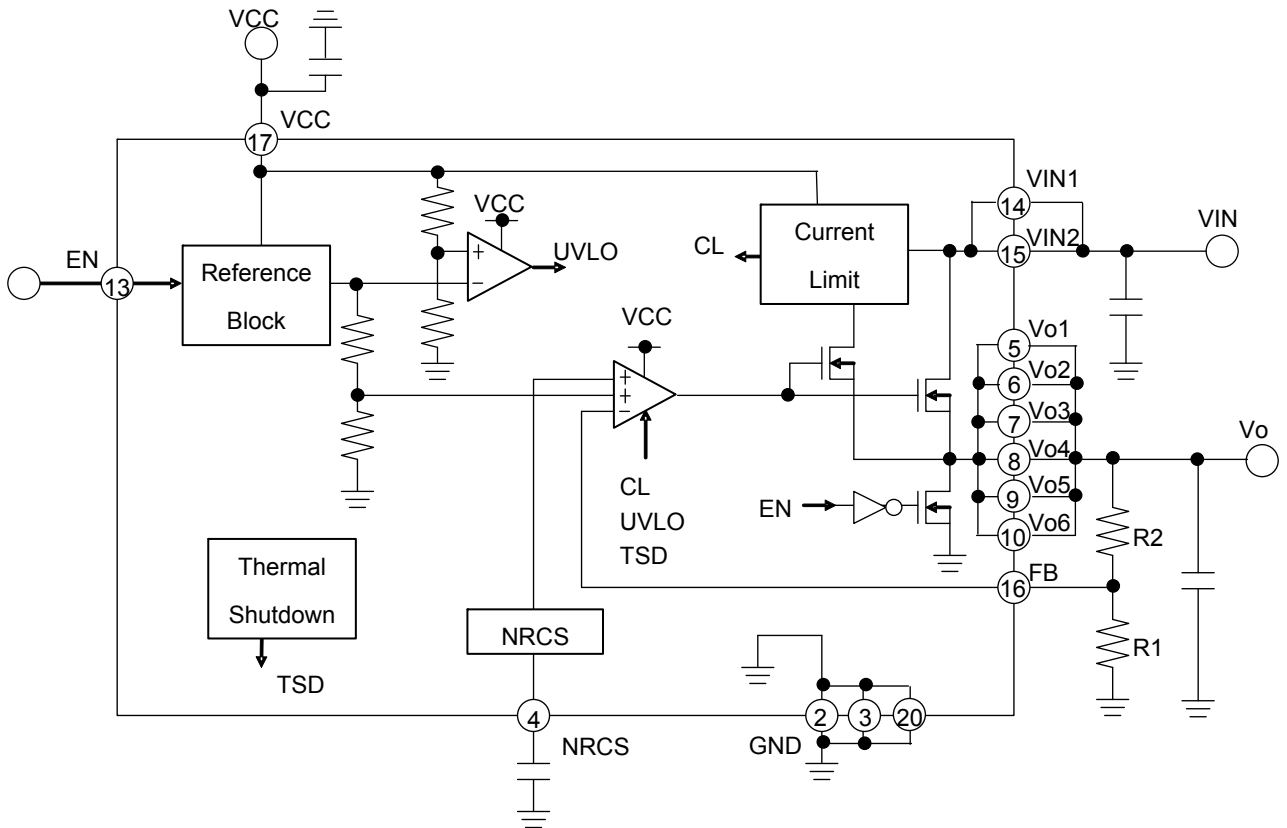 VCC
VCC
17
VIN1
14
VIN
VCC
Current
Limit
CL
15
VIN2
EN
13
Reference
Block
+
−
UVLO
VCC
Vo1
5
Vo2
6
Vo3
7
+
+
−
Vo4
8
Vo
Vo5
9
EN
Vo6
10
CL
UVLO
TSD
R2
FB
16
Thermal
Shutdown
NRCS
R1
TSD
4
NRCS
GND
2
3
20